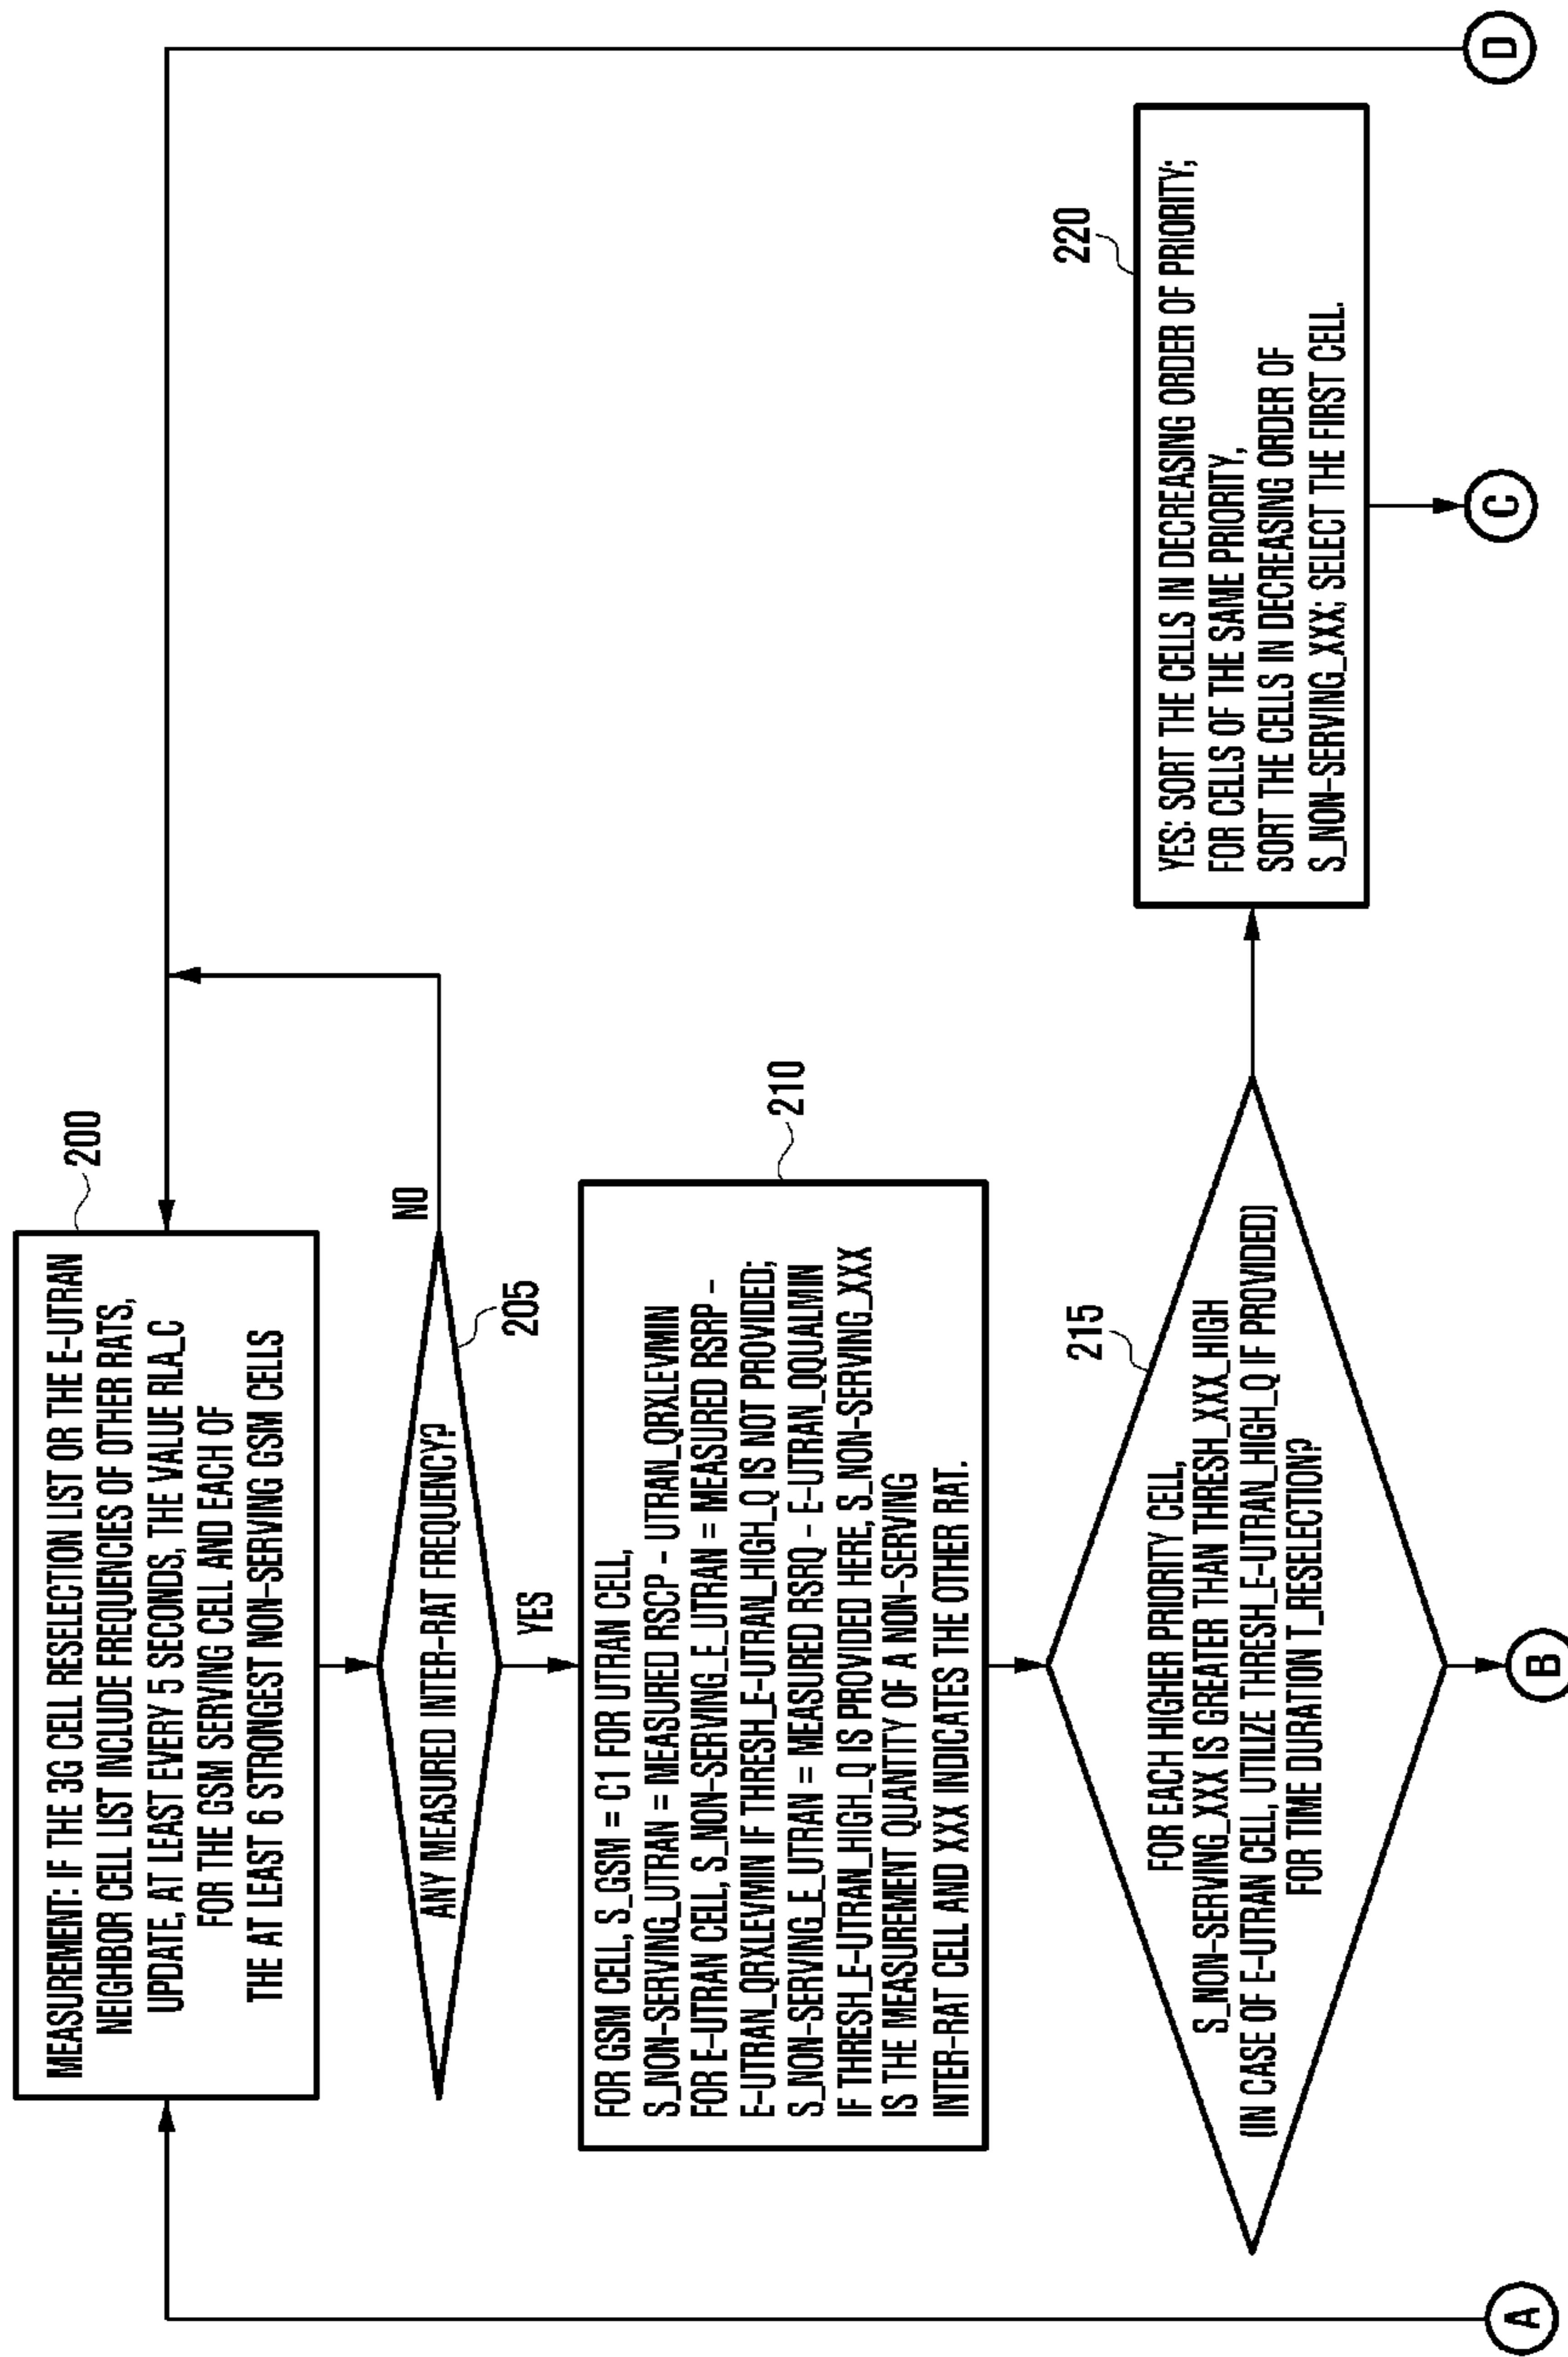 MEASUREMENT: IF THE 3G CELL RESELECTION LIST OR THE E-UTRAN
NEIGHBOR CELL LIST INCLUDE FREQUENCIES OF OTHER RATS,
UPDATE, AT LEAST EVERY 5 SECONDS, THE VALUE RLA_C
FOR THE GSM SERVING CELL AND EACH OF
THE AT LEAST 6 STRONGEST NON-SERVING GSM CELLS
200
ANY MEASURED INTER-RAT FREQUENCY?
NO
205
YES
FOR GSM CELL, S_GSM = C1 FOR UTRAN CELL,
S_NON-SERVING_UTRAN = MEASURED RSCP - UTRAN_QRXLEVMIN
FOR E-UTRAN CELL, S_NON-SERVING_E_UTRAN = MEASURED RSRP -
E-UTRAN_QRXLEVMIN IF THRESH_E-UTRAN_HIGH_Q IS NOT PROVIDED;
S_NON-SERVING_E_UTRAN = MEASURED RSRQ - E-UTRAN_QQUALMIN
IF THRESH_E-UTRAN_HIGH_Q IS PROVIDED HERE, S_NON-SERVING_XXX
IS THE MEASUREMENT QUANTITY OF A NON-SERVING
INTER-RAT CELL AND XXX INDICATES THE OTHER RAT.
210
FOR EACH HIGHER PRIORITY CELL,
S_NON-SERVING_XXX IS GREATER THAN THRESH_XXX_HIGH
(IN CASE OF E-UTRAN CELL, UTILIZE THRESH_E-UTRAN_HIGH_Q IF PROVIDED)
FOR TIME DURATION T_RESELECTION?
215
YES: SORT THE CELLS IN DECREASING ORDER OF PRIORITY;
FOR CELLS OF THE SAME PRIORITY,
SORT THE CELLS IN DECREASING ORDER OF
S_NON-SERVING_XXX; SELECT THE FIRST CELL.
220
A
B
C
D